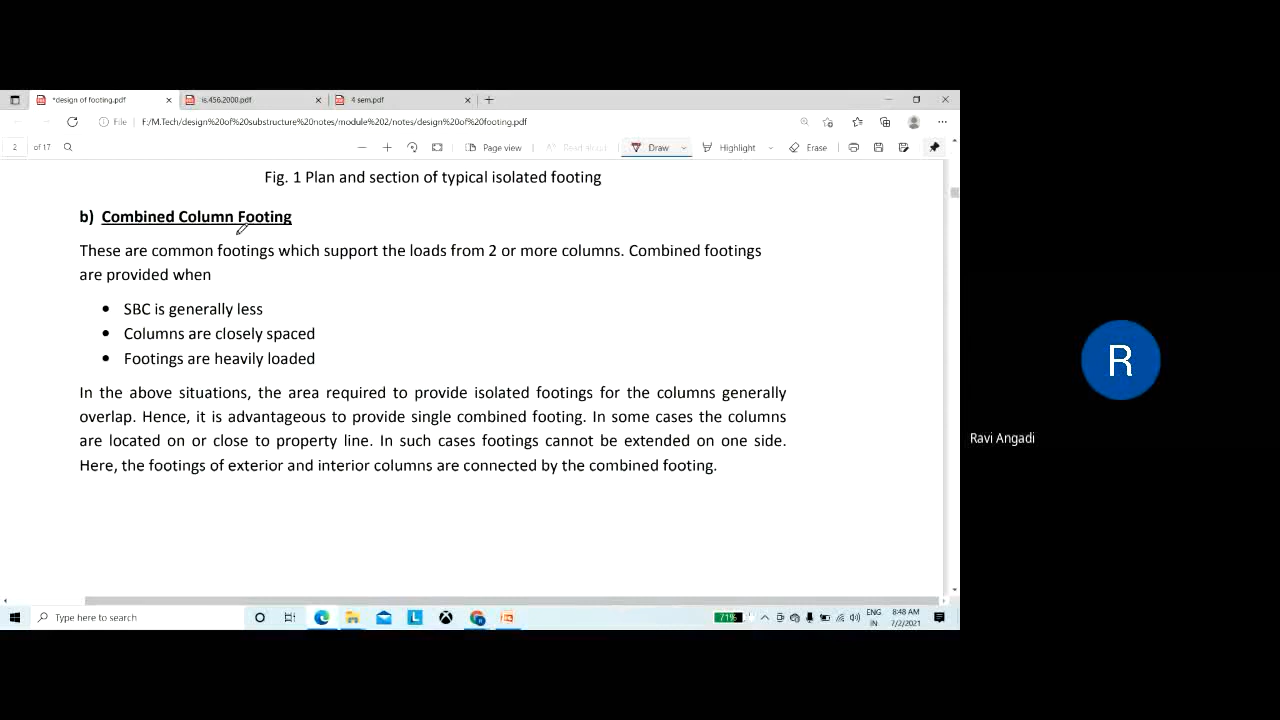 *design of footing.pdf
is.456.2000.pdf
4 sem.pdf
File
F:/M.Tech/design%20of%20substructure%20notes/module%202/notes/design%20of%20footing.pdf
2 of 17
Page view
Read aloud
Draw
Highlight
Erase
Fig. 1 Plan and section of typical isolated footing
b) Combined Column Footing
These are common footings which support the loads from 2 or more columns. Combined footings
are provided when
• SBC is generally less
• Columns are closely spaced
• Footings are heavily loaded
In the above situations, the area required to provide isolated footings for the columns generally
overlap. Hence, it is advantageous to provide single combined footing. In some cases the columns
are located on or close to property line. In such cases footings cannot be extended on one side.
Here, the footings of exterior and interior columns are connected by the combined footing.
R
Ravi Angadi
Type here to search
L
71%
ENG
IN
8:48 AM
7/2/2021